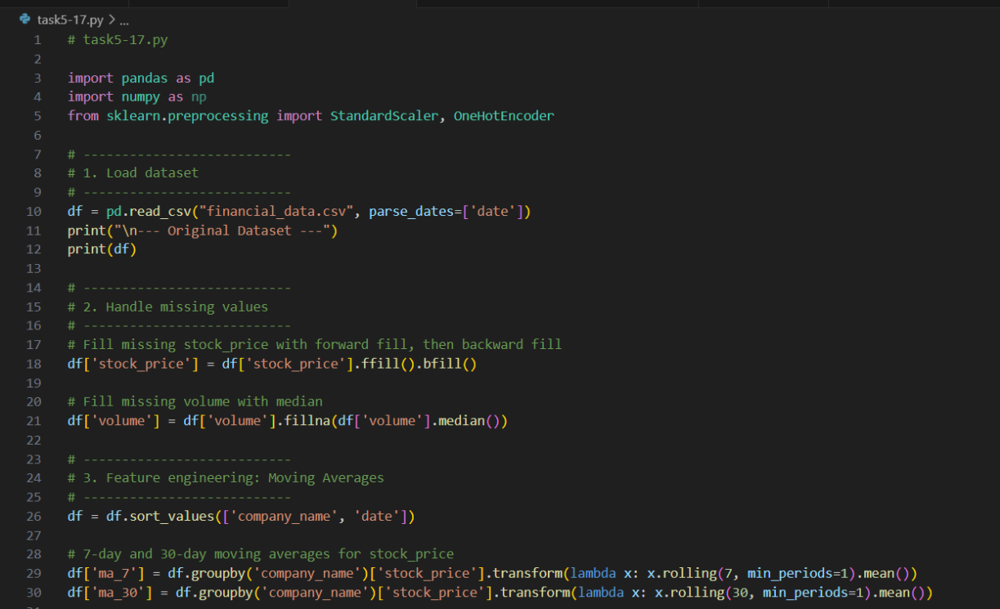 task5-17.py > ...
1 # task5-17.py
2
3 import pandas as pd
4 import numpy as np
5 from sklearn.preprocessing import StandardScaler, OneHotEncoder
6
7 # ---------------------------
8 # 1. Load dataset
9 # ---------------------------
10 df = pd.read_csv("financial_data.csv", parse_dates=['date'])
11 print("\n--- Original Dataset ---")
12 print(df)
13
14 # ---------------------------
15 # 2. Handle missing values
16 # ---------------------------
17 # Fill missing stock_price with forward fill, then backward fill
18 df['stock_price'] = df['stock_price'].ffill().bfill()
19
20 # Fill missing volume with median
21 df['volume'] = df['volume'].fillna(df['volume'].median())
22
23 # ---------------------------
24 # 3. Feature engineering: Moving Averages
25 # ---------------------------
26 df = df.sort_values(['company_name', 'date'])
27
28 # 7-day and 30-day moving averages for stock_price
29 df['ma_7'] = df.groupby('company_name')['stock_price'].transform(lambda x: x.rolling(7, min_periods=1).mean())
30 df['ma_30'] = df.groupby('company_name')['stock_price'].transform(lambda x: x.rolling(30, min_periods=1).mean())